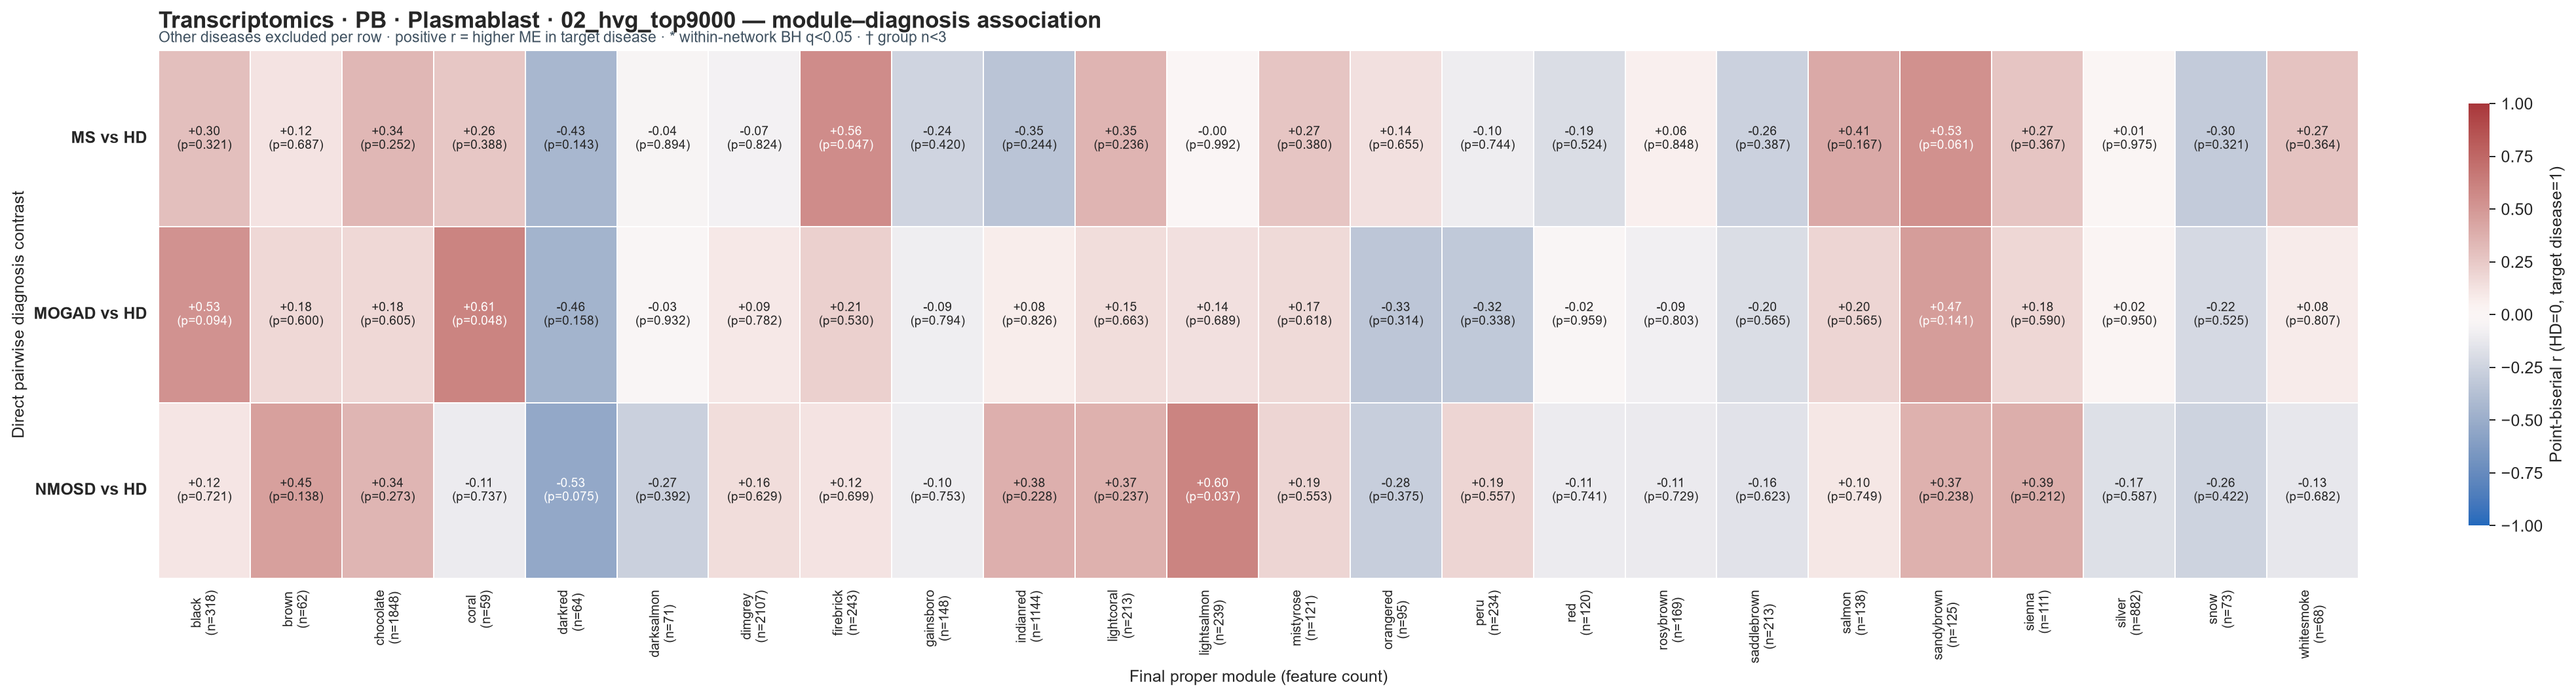 Transcriptomics · PB · Plasmablast · 02_hvg_top9000 — module–diagnosis association
Other diseases excluded per row · positive r = higher ME in target disease · * within-network BH q<0.05 · † group n<3
Direct pairwise diagnosis contrast
MS vs HD
+0.30 +0.12 +0.34 +0.26 -0.43 -0.04 -0.07 +0.56 -0.24 -0.35 +0.35 -0.00 +0.27 +0.14 -0.10 -0.19 +0.06 -0.26 +0.41 +0.53 +0.27 +0.01 -0.30 +0.27
(p=0.321) (p=0.687) (p=0.252) (p=0.388) (p=0.143) (p=0.894) (p=0.824) (p=0.047) (p=0.420) (p=0.244) (p=0.236) (p=0.992) (p=0.380) (p=0.655) (p=0.744) (p=0.524) (p=0.848) (p=0.387) (p=0.167) (p=0.061) (p=0.367) (p=0.975) (p=0.321) (p=0.364)
MOGAD vs HD
+0.53 +0.18 +0.18 +0.61 -0.46 -0.03 +0.09 +0.21 -0.09 +0.08 +0.15 +0.14 +0.17 -0.33 -0.32 -0.02 -0.09 -0.20 +0.20 +0.47 +0.18 +0.02 -0.22 +0.08
(p=0.094) (p=0.600) (p=0.605) (p=0.048) (p=0.158) (p=0.932) (p=0.782) (p=0.530) (p=0.794) (p=0.826) (p=0.663) (p=0.689) (p=0.618) (p=0.314) (p=0.338) (p=0.959) (p=0.803) (p=0.565) (p=0.565) (p=0.141) (p=0.590) (p=0.950) (p=0.525) (p=0.807)
NMOSD vs HD
+0.12 +0.45 +0.34 -0.11 -0.53 -0.27 +0.16 +0.12 -0.10 +0.38 +0.37 +0.60 +0.19 -0.28 +0.19 -0.11 -0.11 -0.16 +0.10 +0.37 +0.39 -0.17 -0.26 -0.13
(p=0.721) (p=0.138) (p=0.273) (p=0.737) (p=0.075) (p=0.392) (p=0.629) (p=0.699) (p=0.753) (p=0.228) (p=0.237) (p=0.037) (p=0.553) (p=0.375) (p=0.557) (p=0.741) (p=0.729) (p=0.623) (p=0.749) (p=0.238) (p=0.212) (p=0.587) (p=0.422) (p=0.682)
black
(n=318)
brown
(n=62)
chocolate
(n=1848)
coral
(n=59)
darkred
(n=64)
darksalmon
(n=71)
dimgrey
(n=2107)
firebrick
(n=243)
gainsboro
(n=148)
indianred
(n=1144)
lightcoral
(n=213)
lightsalmon
(n=239)
mistyrose
(n=121)
orangered
(n=95)
peru
(n=234)
red
(n=120)
rosybrown
(n=169)
saddlebrown
(n=213)
salmon
(n=138)
sandybrown
(n=125)
sienna
(n=111)
silver
(n=882)
snow
(n=73)
whitesmoke
(n=68)
Final proper module (feature count)
1.00
0.75
0.50
0.25
0.00
−0.25
−0.50
−0.75
−1.00
Point-biserial r (HD=0, target disease=1)